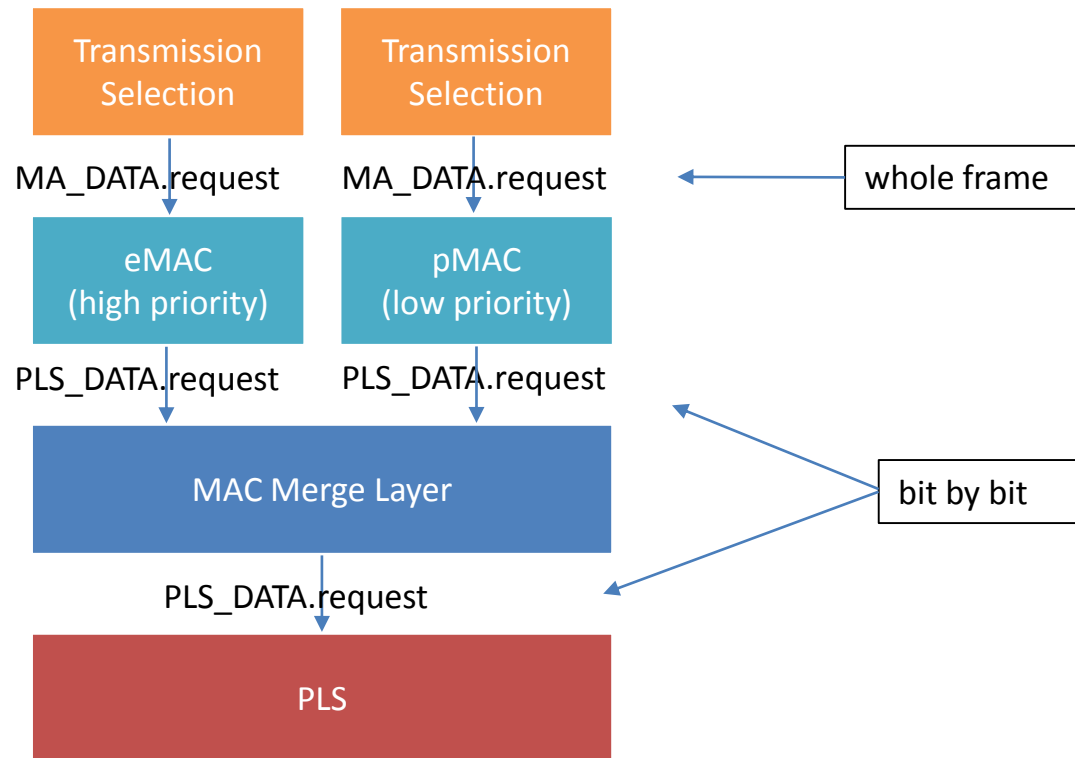 Transmission
Selection
Transmission
Selection
MA_DATA.request
MA_DATA.request
whole frame
eMAC
(high priority)
pMAC
(low priority)
PLS_DATA.request
PLS_DATA.request
MAC Merge Layer
bit by bit
PLS_DATA.request
PLS